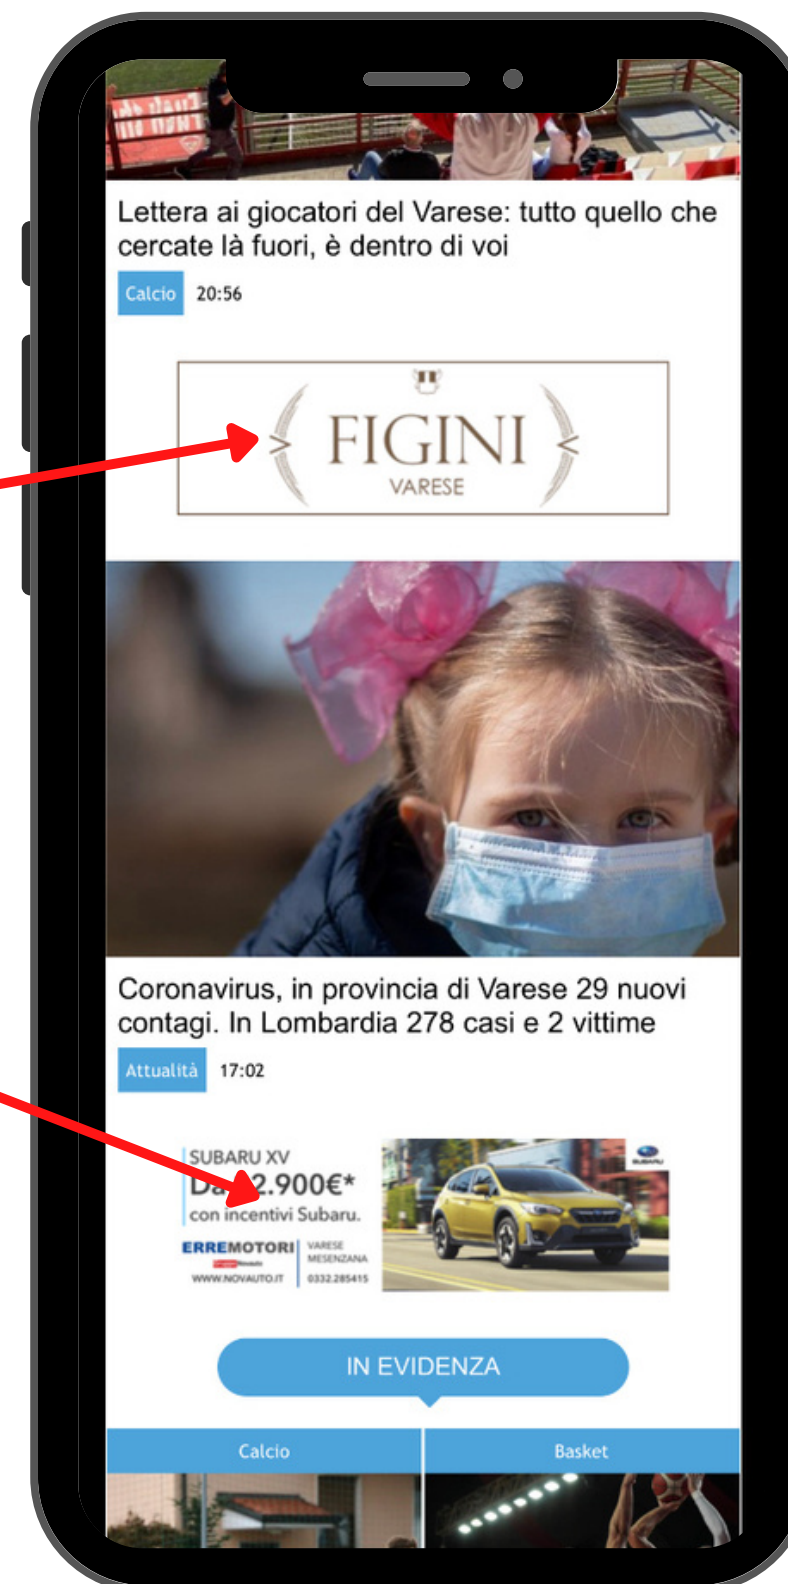 Lettera ai giocatori del Varese: tutto quello che
cercate là fuori, è dentro di voi
Calcio 20:56
FIGINI
VARESE
Coronavirus, in provincia di Varese 29 nuovi
contagi. In Lombardia 278 casi e 2 vittime
Attualità 17:02
SUBARU XV
2.900€*
con incentivi Subaru.
ERREMOTORI
VARESE
MESENZANA
WWW.NOVAUTO.IT
0332.285415
SUBARU
IN EVIDENZA
Calcio Basket